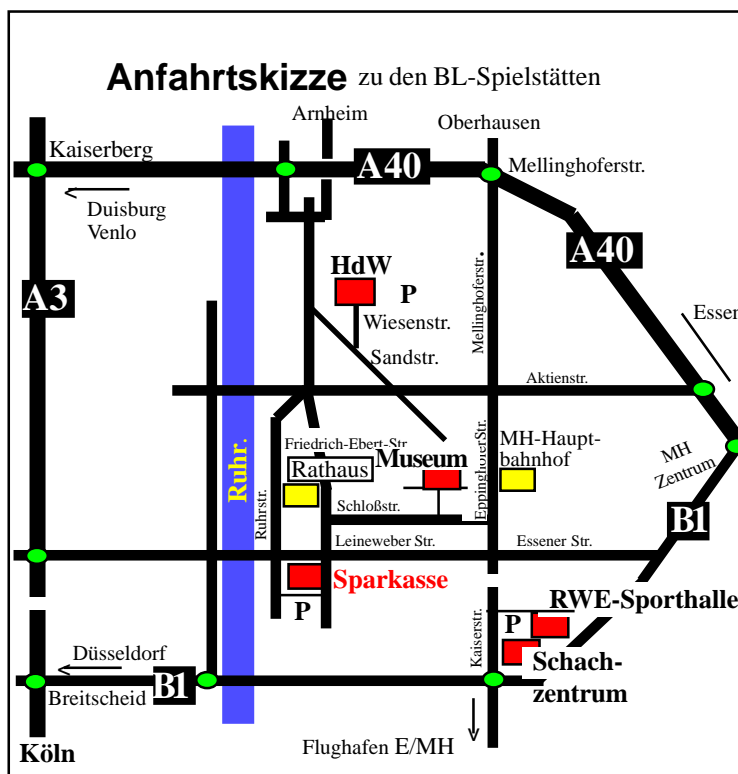 Anfahrtskizze zu den BL-Spielstätten
Arnheim
Oberhausen
Kaiserberg
A40
Mellinghoferstr.
Duisburg
Venlo
A3
HdW
P
Wiesenstr.
Sandstr.
Mellinghoferstr.
A40
Essen
Aktienstr.
Ruhr.
Friedrich-Ebert-Str.
Rathaus
Museum
MH-Haupt-
bahnhof
EppinghoferStr.
MH
Zentrum
Ruhrstr.
Schloßstr.
B1
Leineweber Str.
Essener Str.
Sparkasse
P
RWE-Sporthalle
P
Kaiserstr.
Schach-
zentrum
Düsseldorf
B1
Breitscheid
Köln
Flughafen E/MH